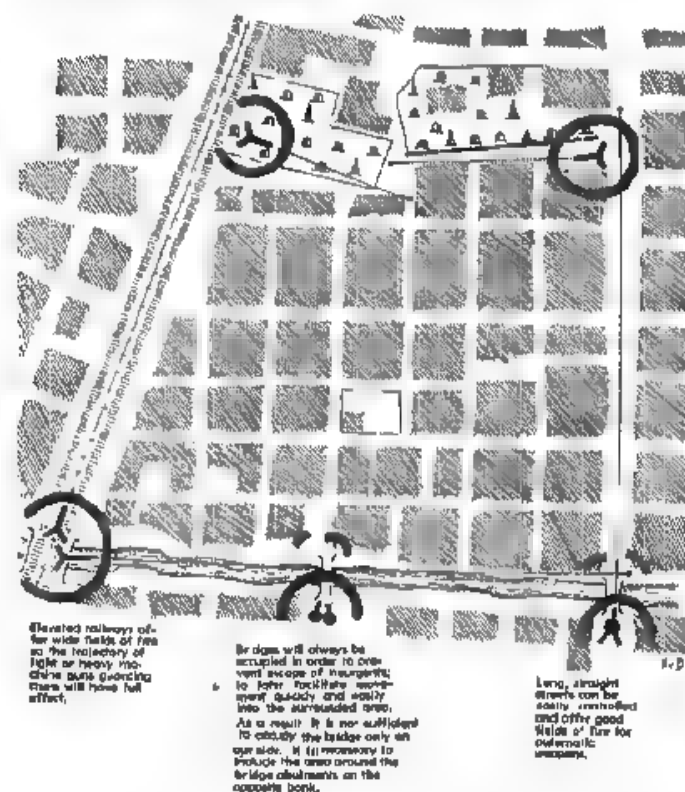 Elevated railways of-
fer wide fields of fire
so the trajectory of
light or heavy ma-
chine guns guarding
them will have full
effect.
Bridges will always be
occupied in order to pre-
vent escape of insurgents;
to later facilitate move-
ment quickly and easily
into the surrounded area.
As a result it is not sufficient
to occupy the bridge only on
our side. It is necessary to
include the area around the
bridge abutments on the
opposite bank.
Long, straight
streets can be
easily controlled
and offer good
fields of fire for
automatic
weapons.